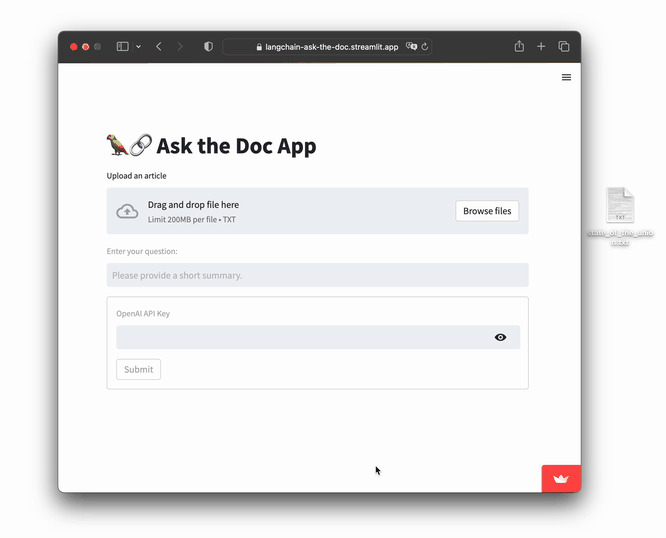 langchain-ask-the-doc.streamlit.app
Ask the Doc App
Upload an article
Drag and drop file here
Limit 200MB per file • TXT
Browse files
Enter your question:
Please provide a short summary.
OpenAI API Key
Submit
TXT
state_of_the_unio
n.txt